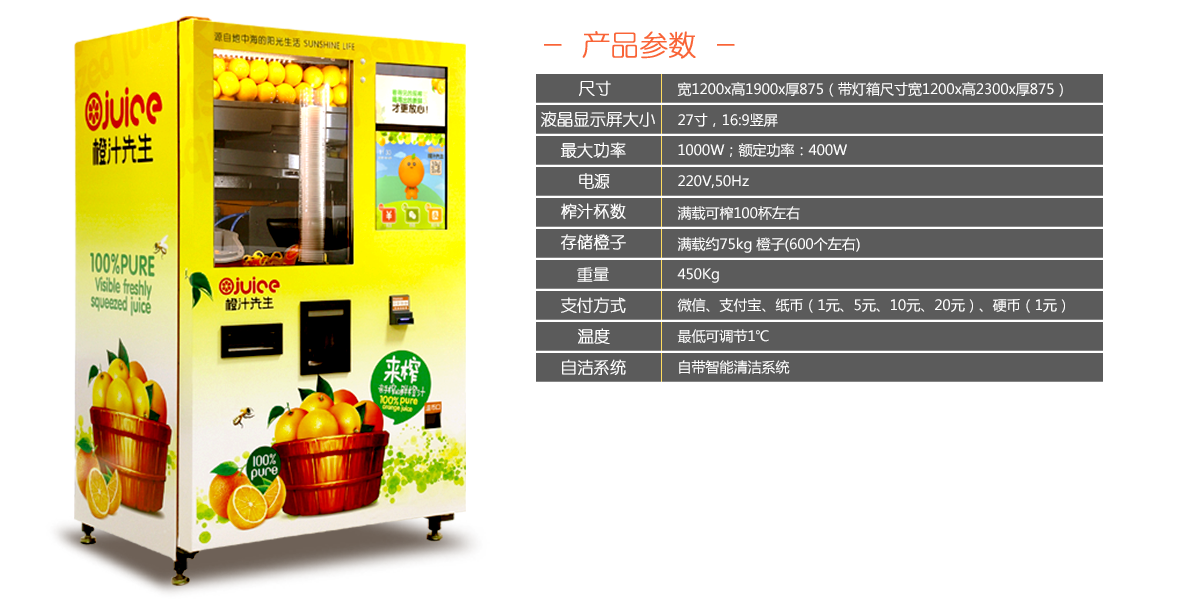 源自地中海的阳光生活 SUNSHINE LIFE
ojuice
橙汁先生
才更放心!
100%PURE
Visible freshly
squeezed juice
ojuice
橙汁先生
来榨
100%pure
orange juice
100%
pure
产品参数
尺寸 宽1200x高1900x厚875（带灯箱尺寸宽1200x高2300x厚875）
液晶显示屏大小 27寸，16:9竖屏
最大功率 1000W；额定功率：400W
电源 220V,50Hz
榨汁杯数 满载可榨100杯左右
存储橙子 满载约75kg 橙子(600个左右)
重量 450Kg
支付方式 微信、支付宝、纸币（1元、5元、10元、20元）、硬币（1元）
温度 最低可调节1℃
自洁系统 自带智能清洁系统